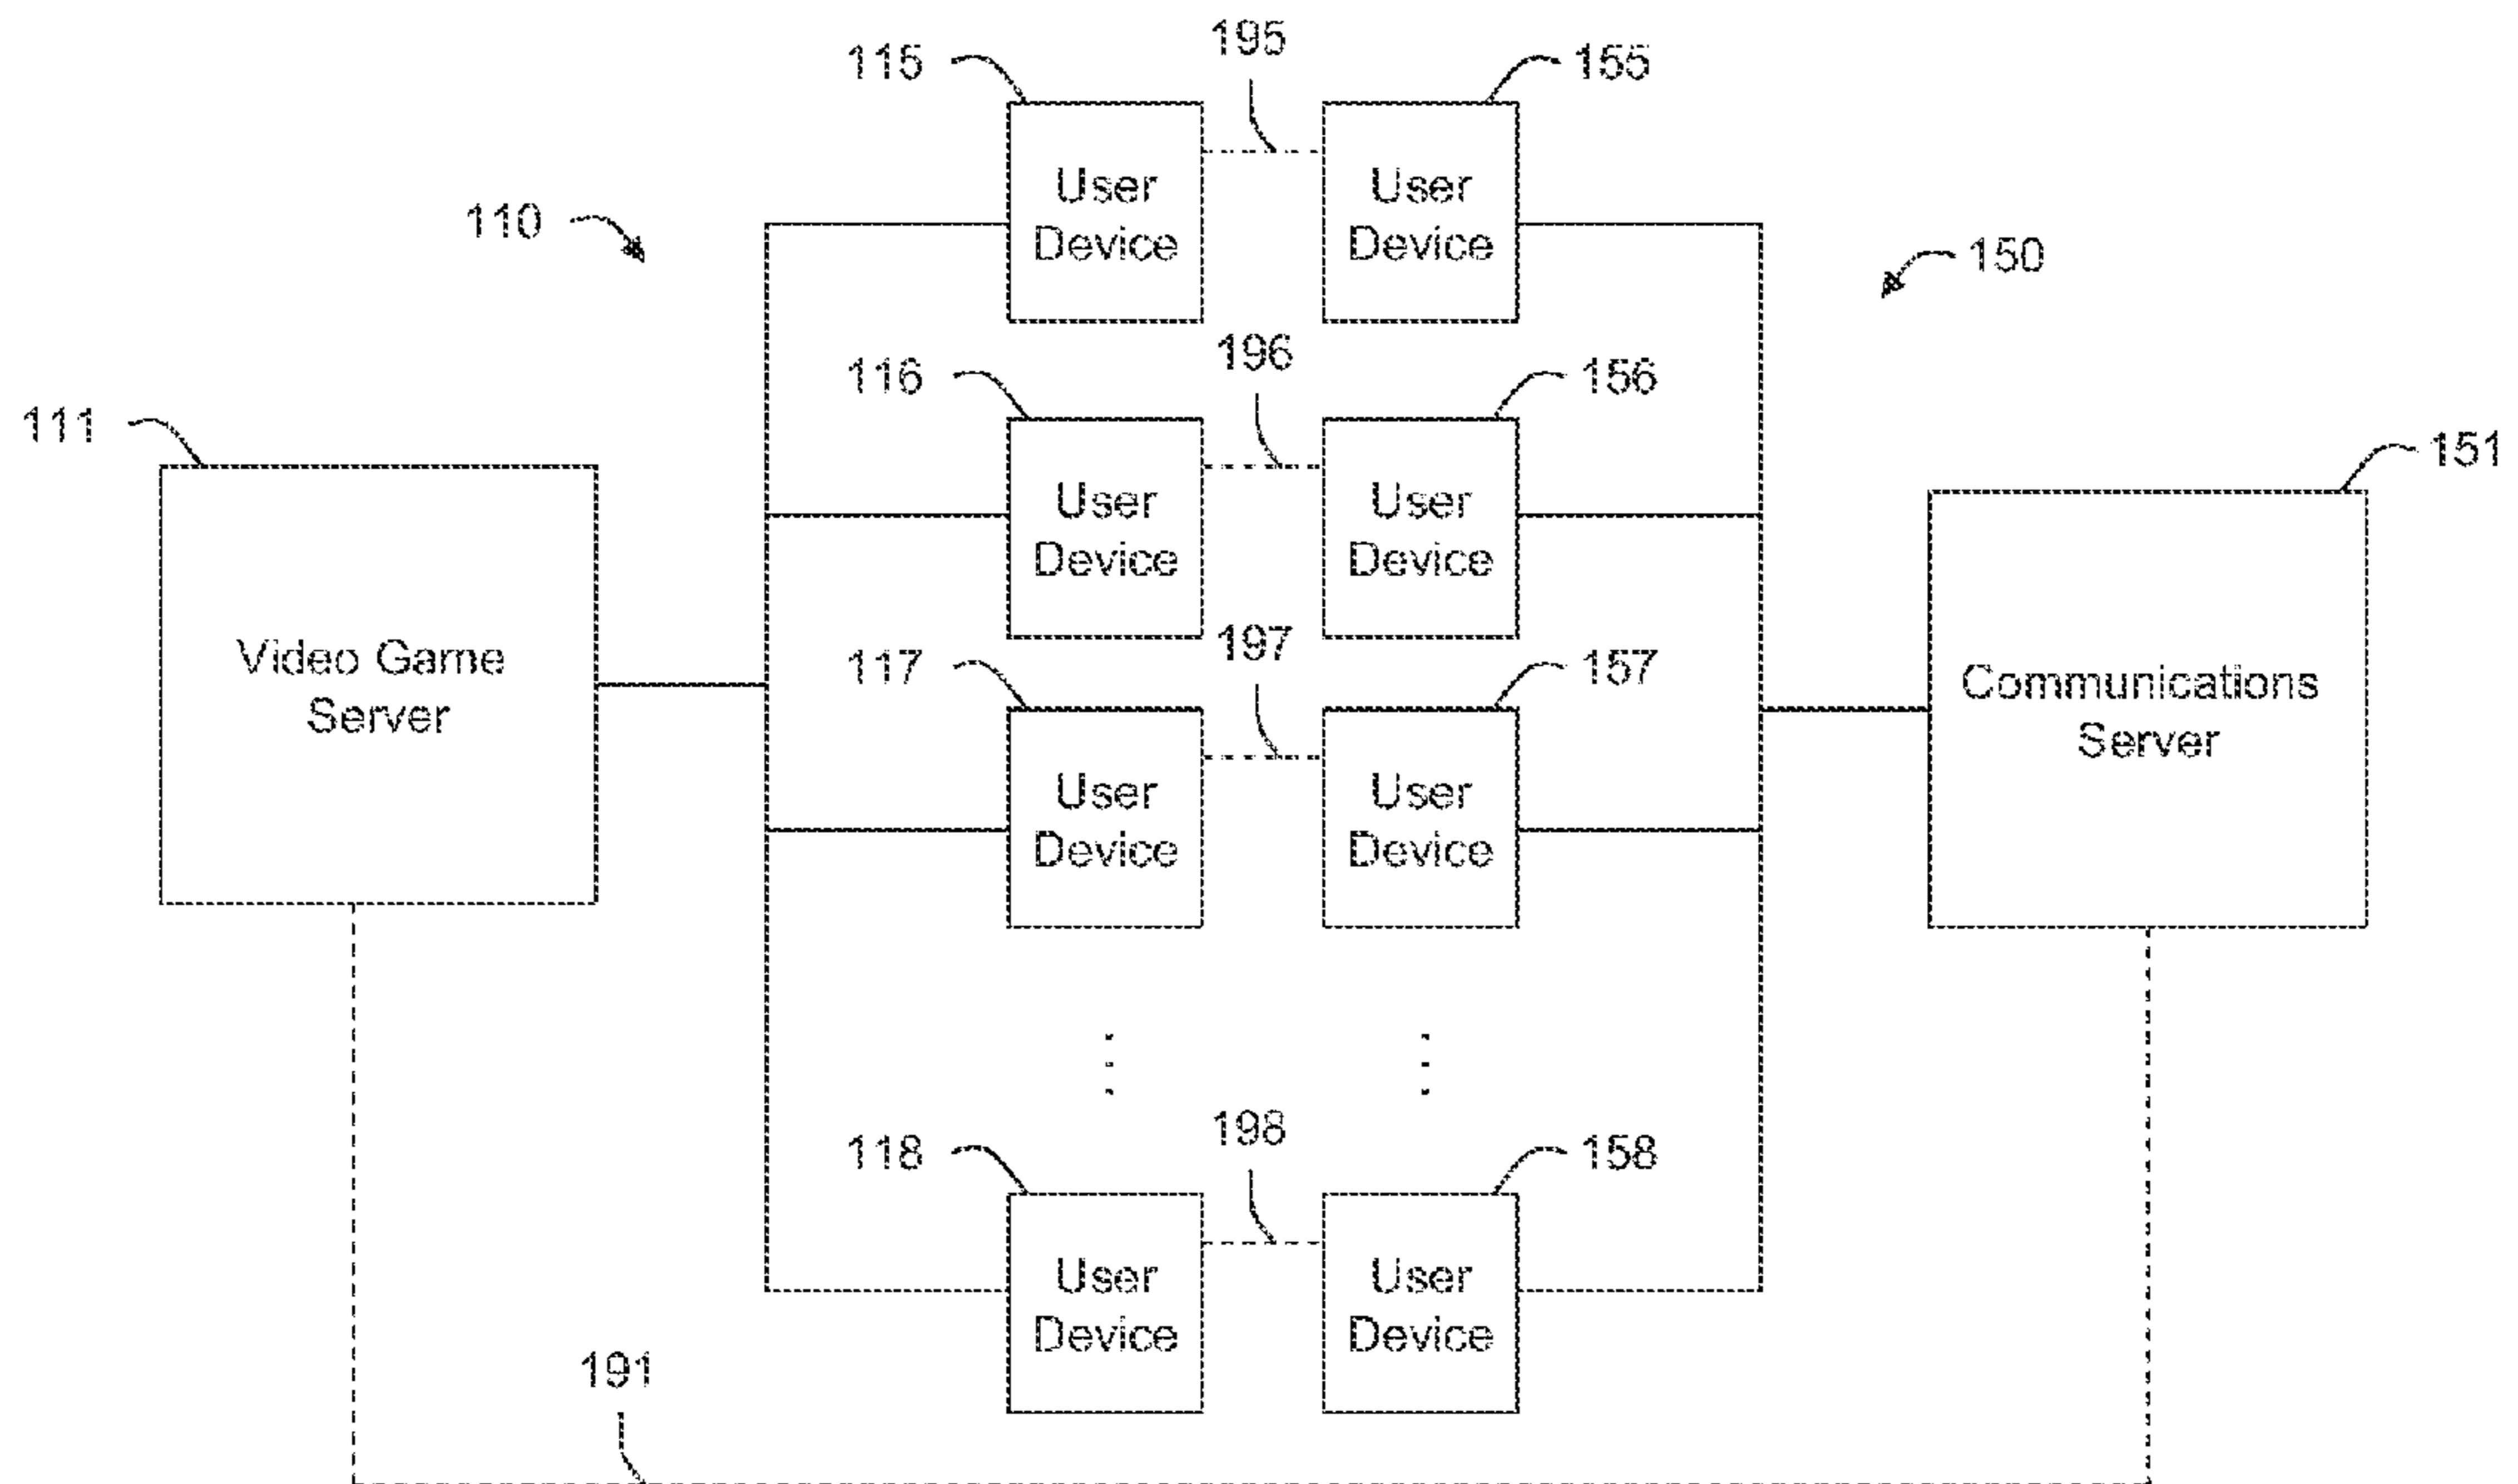 195
115
155
User
Device
User
Device
110
150
196
116
156
111
151
User
Device
User
Device
197
117
157
Video Game
Server
Communications
Server
User
Device
User
Device
198
118
158
User
Device
User
Device
191